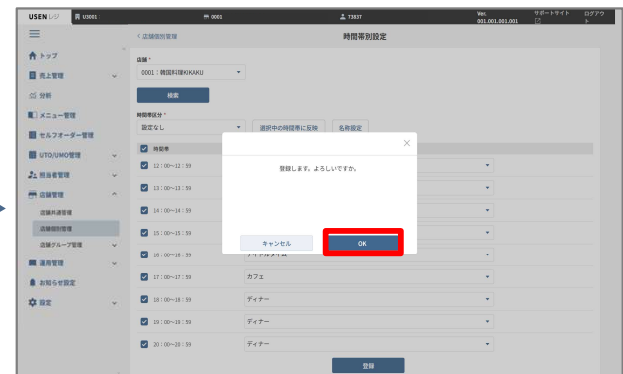 USEN レジ U3001 0001 73837 Ver. 001.001.001.001 サポートサイト ログアウト
< 店舗個別管理 時間帯別設定
トップ
売上管理
分析
メニュー管理
セルフオーダー管理
UTO/UMO管理
担当者管理
店舗管理
店舗共通管理
店舗個別管理
店舗グループ管理
運用管理
お知らせ設定
設定
店舗 *
0001：韓国料理KIKAKU
検索
時間帯区分 *
設定なし 選択中の時間帯に反映 名称設定
時間帯
12：00～12：59
13：00～13：59
14：00～14：59
15：00～15：59
16：00～16：59 アイドルタイム
17：00～17：59 カフェ
18：00～18：59 ディナー
19：00～19：59 ディナー
20：00～20：59 ディナー
登録
登録します。よろしいですか。
キャンセル OK